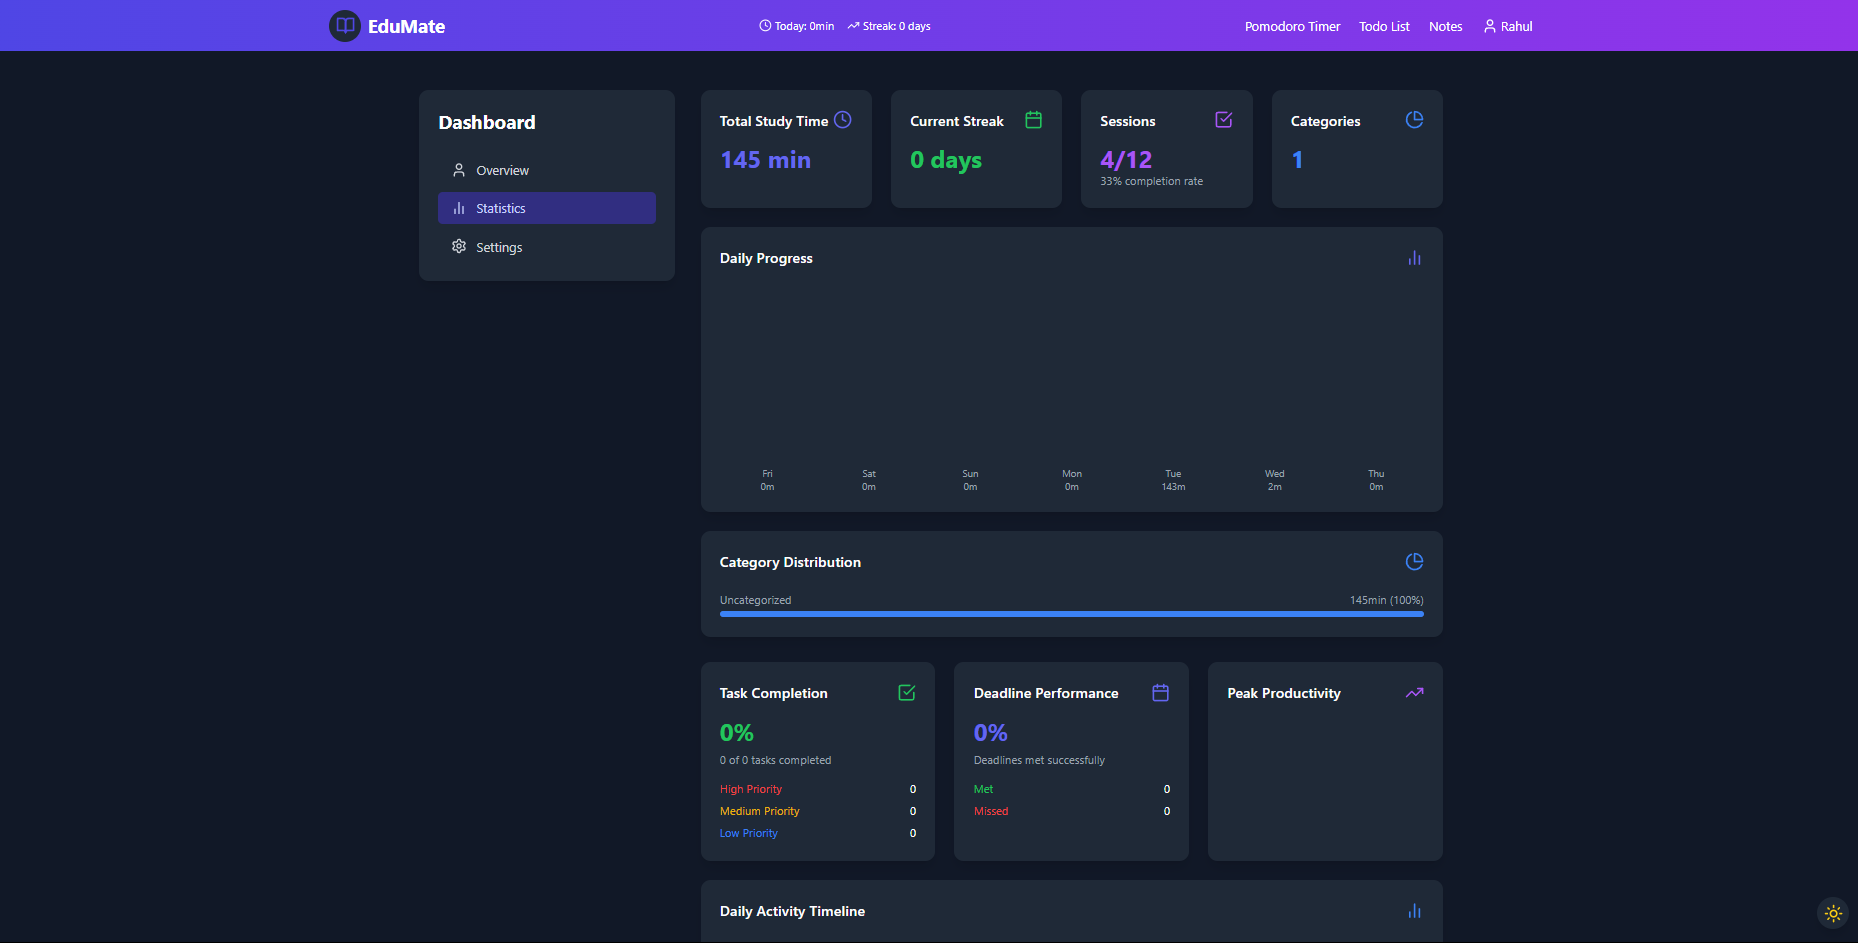 EduMate
Today: 0min Streak: 0 days
Pomodoro Timer Todo List Notes Rahul
Dashboard
Overview
Statistics
Settings
Total Study Time
145 min
Current Streak
0 days
Sessions
4/12
33% completion rate
Categories
1
Daily Progress
Fri Sat Sun Mon Tue Wed Thu
0m 0m 0m 0m 143m 2m 0m
Category Distribution
Uncategorized 145min (100%)
Task Completion
0%
0 of 0 tasks completed
High Priority 0
Medium Priority 0
Low Priority 0
Deadline Performance
0%
Deadlines met successfully
Met 0
Missed 0
Peak Productivity
Daily Activity Timeline